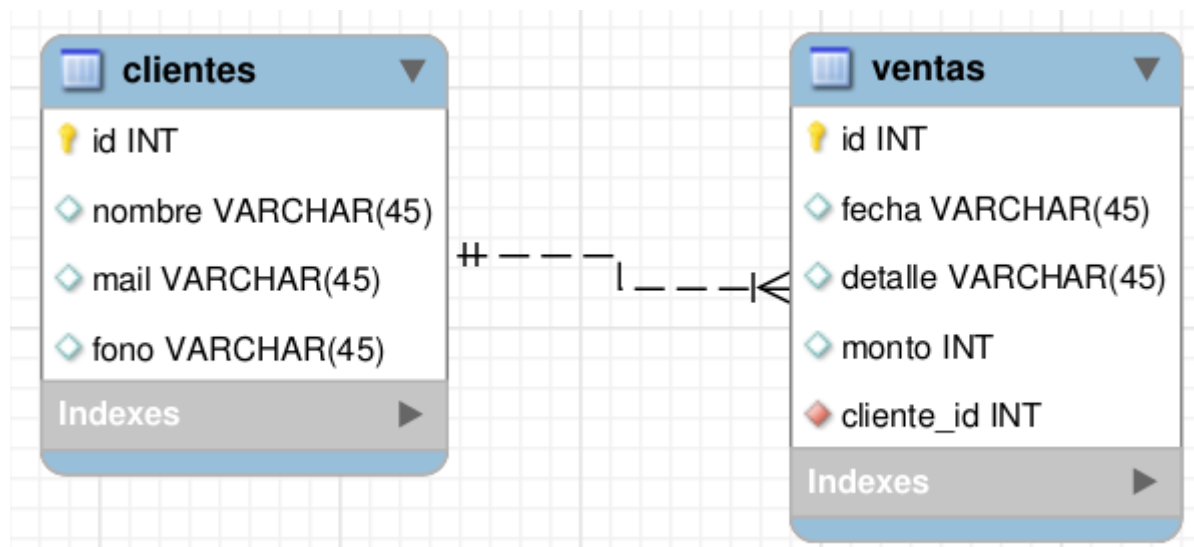 clientes
id INT
nombre VARCHAR(45)
mail VARCHAR(45)
fono VARCHAR(45)
Indexes
ventas
id INT
fecha VARCHAR(45)
detalle VARCHAR(45)
monto INT
cliente_id INT
Indexes